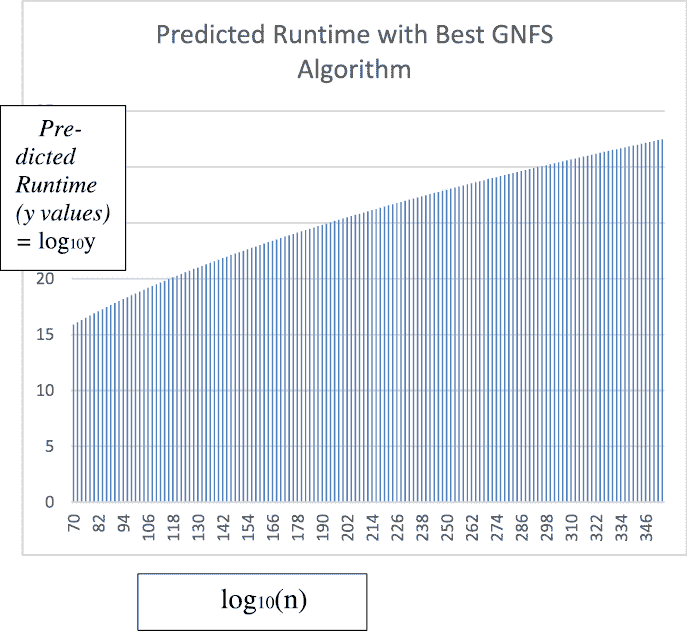 Predicted Runtime with Best GNFS
Algorithm
Pre-
dicted
Runtime
(y values)
= log10y
20
15
10
5
0
70 82 94 106 118 130 142 154 166 178 190 202 214 226 238 250 262 274 286 298 310 322 334 346
log10(n)